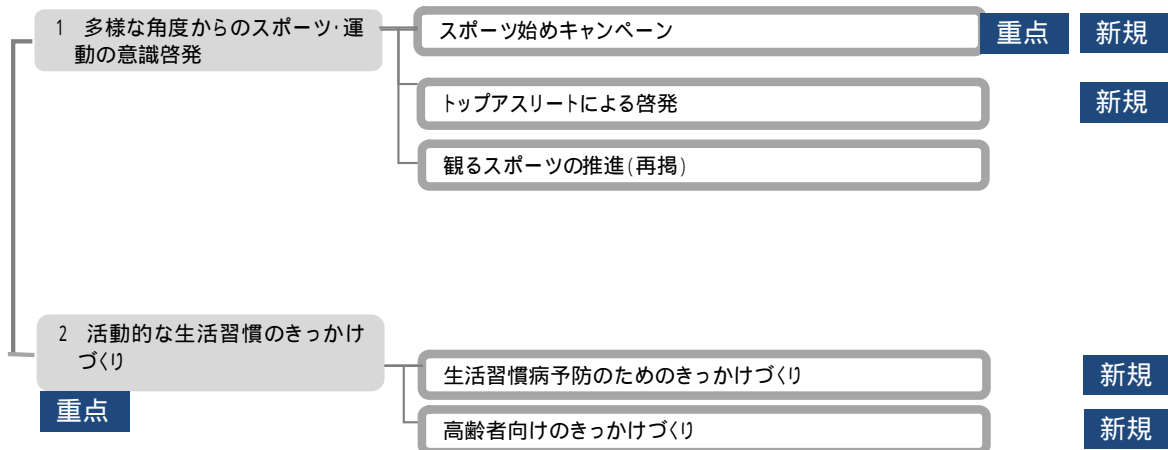 1 多様な角度からのスポーツ・運
動の意識啓発
スポーツ始めキャンペーン
重点
新規
トップアスリートによる啓発
新規
観るスポーツの推進(再掲)
2 活動的な生活習慣のきっかけ
づくり
重点
生活習慣病予防のためのきっかけづくり
新規
高齢者向けのきっかけづくり
新規